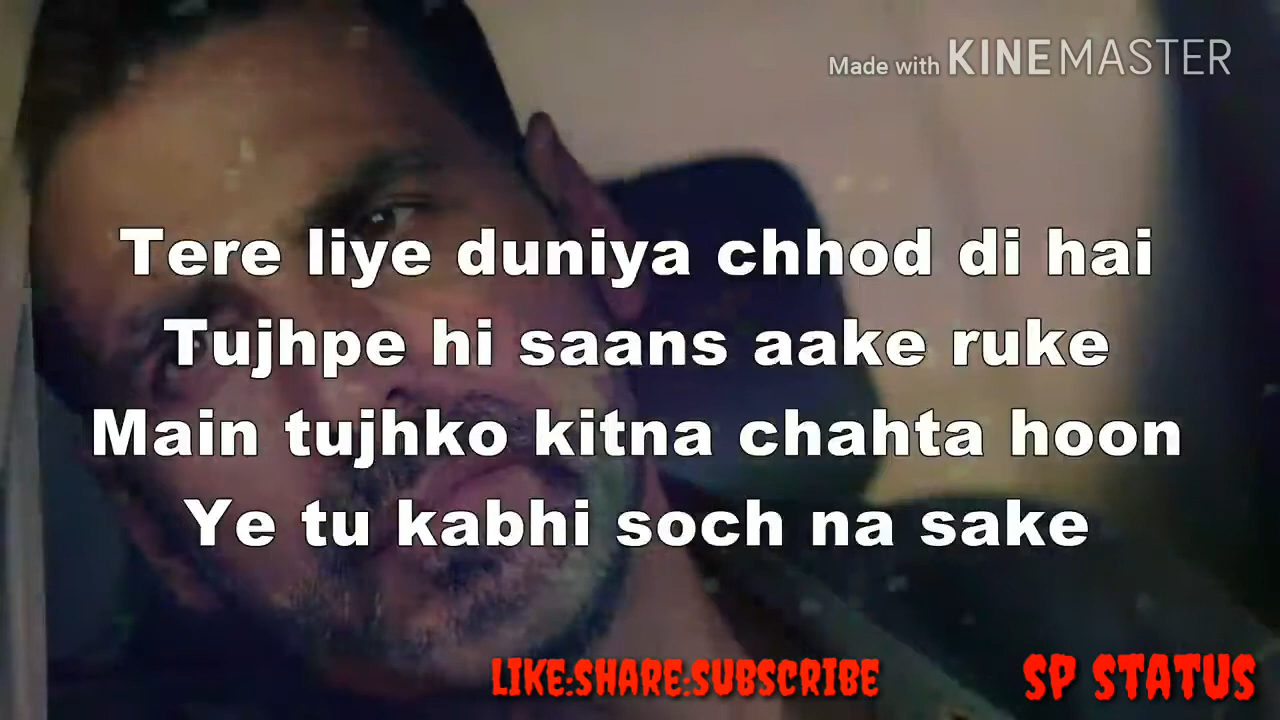 Made with KINEMASTER
Tere liye duniya chhod di hai
Tujhpe hi saans aake ruke
Main tujhko kitna chahta hoon
Ye tu kabhi soch na sake
LIKE:SHARE:SUBSCRIBE
SP STATUS